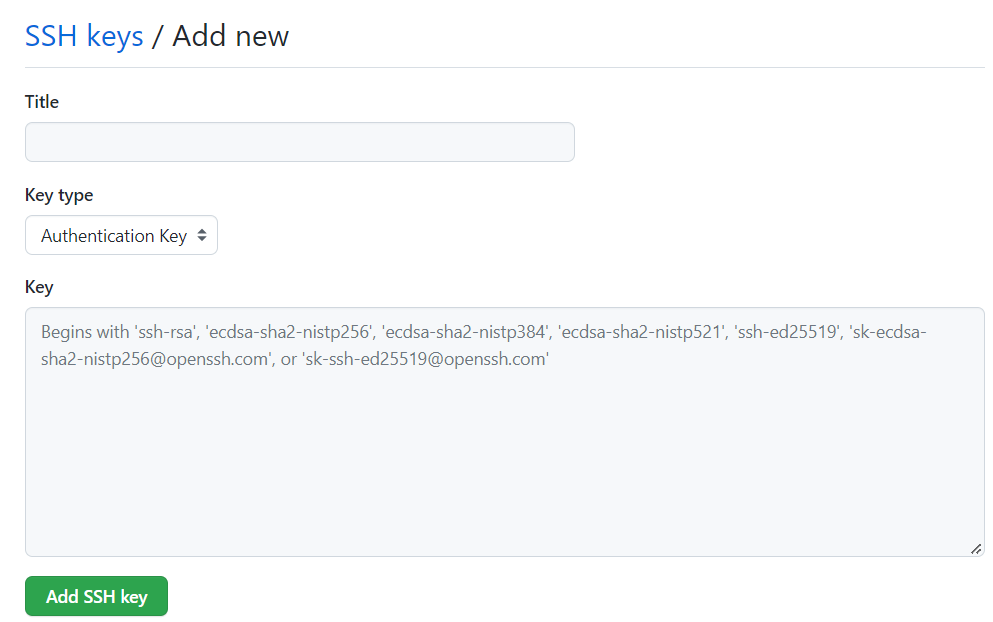 SSH keys / Add new
Title
Key type
Authentication Key
Key
Begins with 'ssh-rsa', 'ecdsa-sha2-nistp256', 'ecdsa-sha2-nistp384', 'ecdsa-sha2-nistp521', 'ssh-ed25519', 'sk-ecdsa-
sha2-nistp256@openssh.com', or 'sk-ssh-ed25519@openssh.com'
Add SSH key